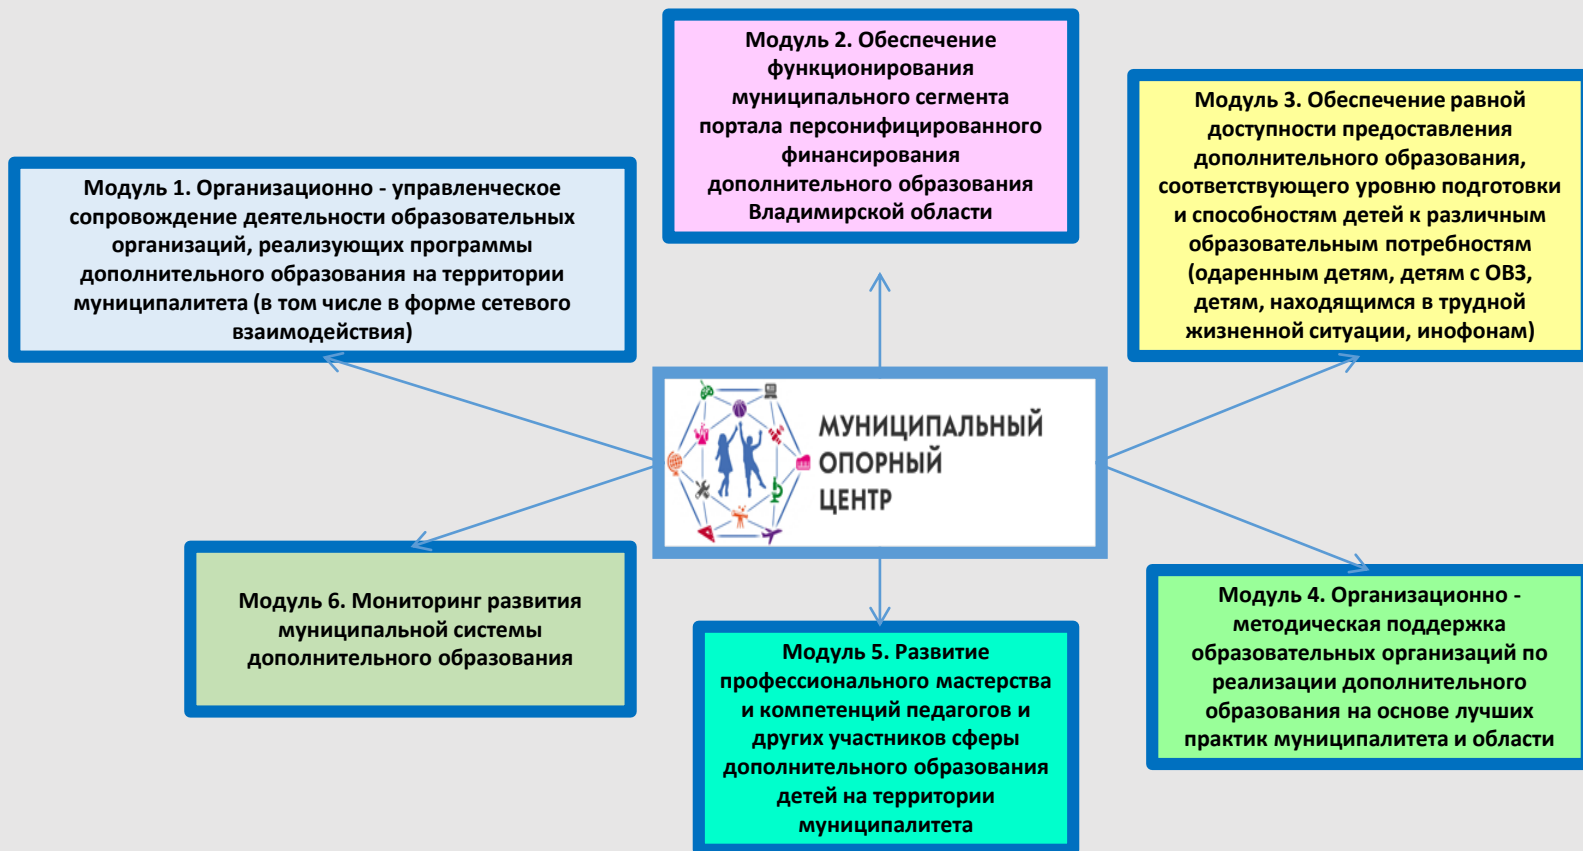 Модуль 1. Организационно - управленческое
сопровождение деятельности образовательных
организаций, реализующих программы
дополнительного образования на территории
муниципалитета (в том числе в форме сетевого
взаимодействия)
Модуль 2. Обеспечение
функционирования
муниципального сегмента
портала персонифицированного
финансирования
дополнительного образования
Владимирской области
Модуль 3. Обеспечение равной
доступности предоставления
дополнительного образования,
соответствующего уровню подготовки
и способностям детей к различным
образовательным потребностям
(одаренным детям, детям с ОВЗ,
детям, находящимся в трудной
жизненной ситуации, инофонам)
МУНИЦИПАЛЬНЫЙ
ОПОРНЫЙ
ЦЕНТР
Модуль 4. Организационно -
методическая поддержка
образовательных организаций по
реализации дополнительного
образования на основе лучших
практик муниципалитета и области
Модуль 5. Развитие
профессионального мастерства
и компетенций педагогов и
других участников сферы
дополнительного образования
детей на территории
муниципалитета
Модуль 6. Мониторинг развития
муниципальной системы
дополнительного образования